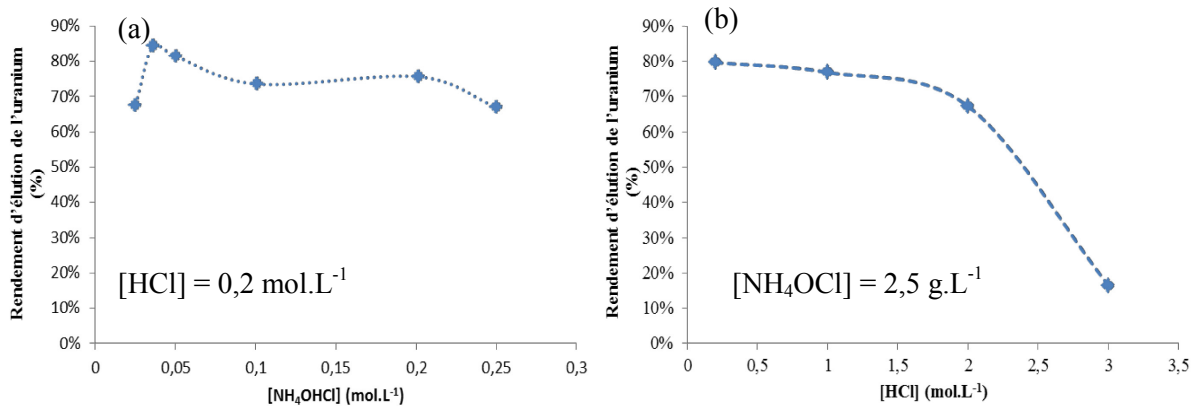 (a)
90%
80%
70%
60%
50%
40%
30%
20%
10%
0%
Rendement d'élution de l'uranium
(%)
[HCl] = 0,2 mol.L-1
0 0,05 0,1 0,15 0,2 0,25 0,3
[NH4OHCl] (mol.L-1)
(b)
90%
80%
70%
60%
50%
40%
30%
20%
10%
0%
Rendement d'élution de l'uranium
(%)
[NH4OCl] = 2,5 g.L-1
0 0,5 1 1,5 2 2,5 3 3,5
[HCl] (mol.L-1)